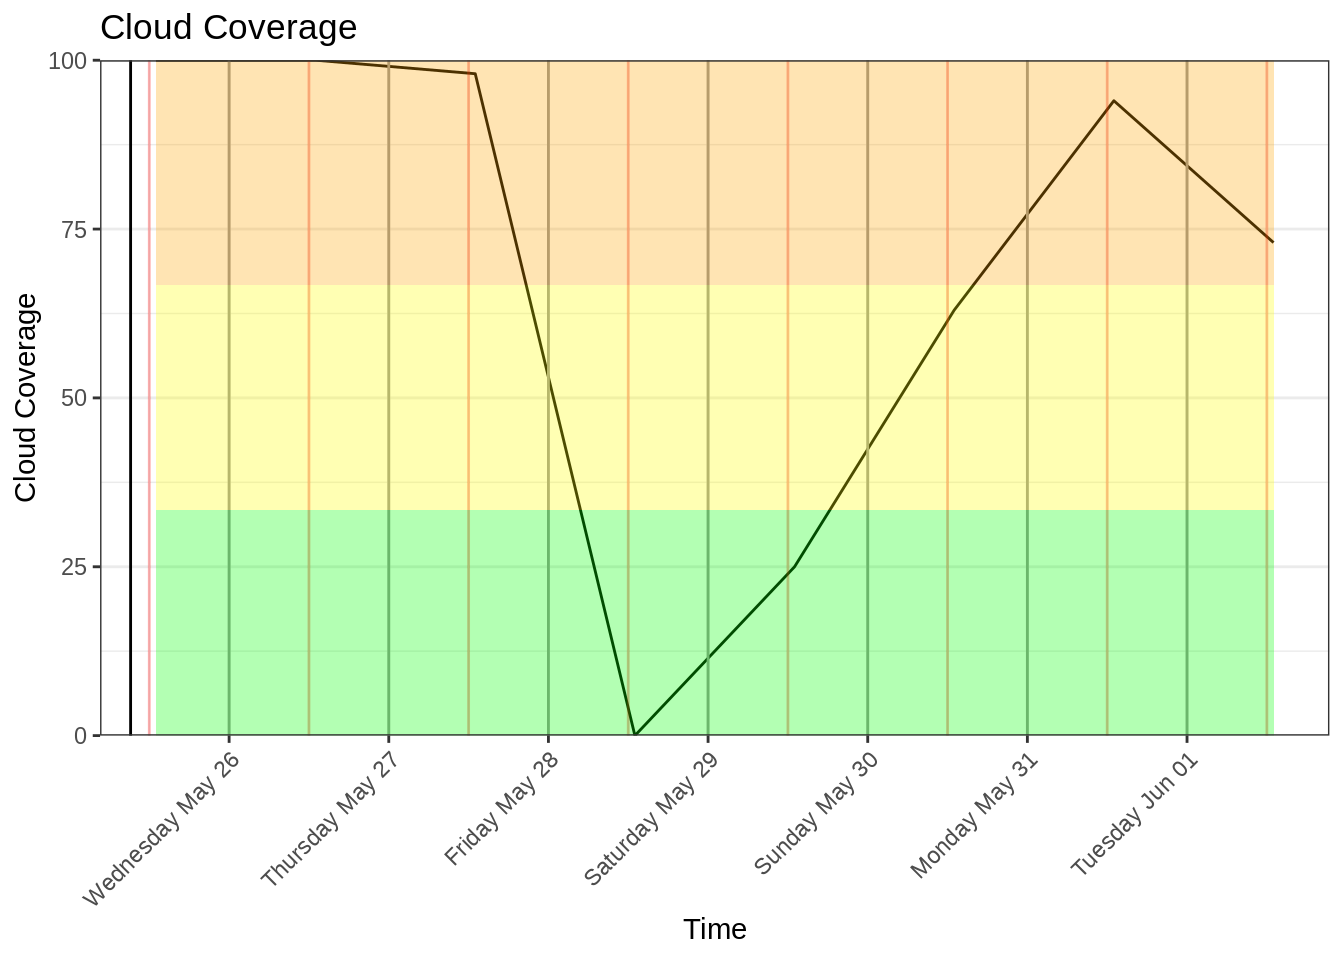 Cloud Coverage
100
75
50
25
0
Cloud Coverage
Wednesday May 26
Thursday May 27
Friday May 28
Saturday May 29
Sunday May 30
Monday May 31
Tuesday Jun 01
Time